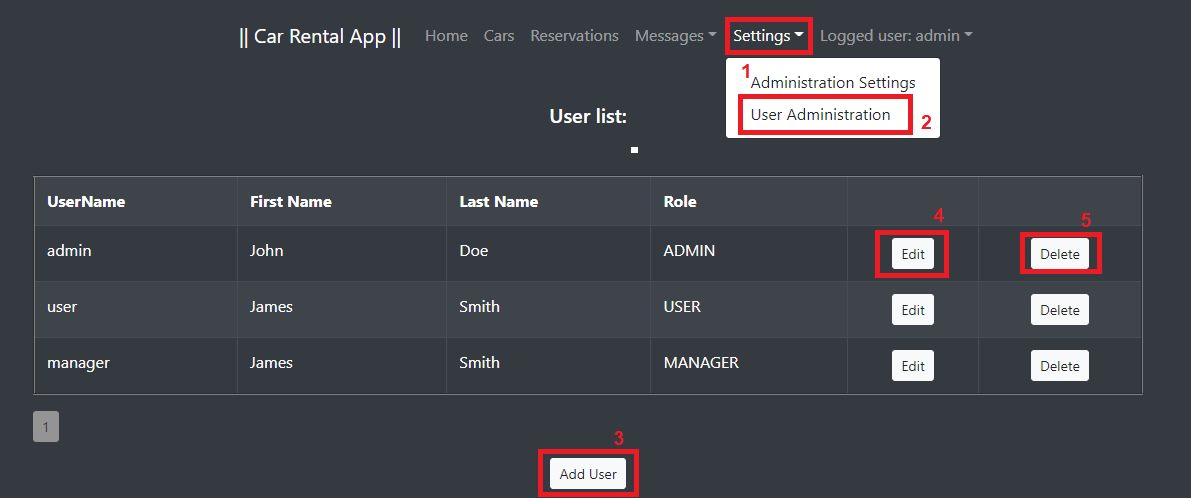 || Car Rental App || Home Cars Reservations Messages Settings Logged user: admin
1
Administration Settings
User Administration 2
User list:
UserName First Name Last Name Role
4 5
admin John Doe ADMIN Edit Delete
user James Smith USER Edit Delete
manager James Smith MANAGER Edit Delete
1
3
Add User